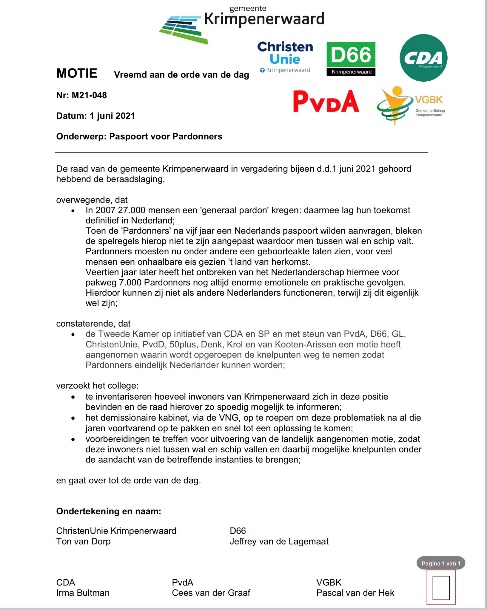 gemeente
Krimpenerwaard
Christen
Unie
Krimpenerwaard
D66
Krimpenerwaard
CDA
MOTIE Vreemd aan de orde van de dag
PvdA
VGBK
Gemeente Belang
Krimpenerwaard
Nr: M21-048
Datum: 1 juni 2021
Onderwerp: Paspoort voor Pardonners
De raad van de gemeente Krimpenerwaard in vergadering bijeen d.d.1 juni 2021 gehoord
hebbend de beraadslaging.
overwegende, dat
• In 2007 27.000 mensen een 'generaal pardon' kregen: daarmee lag hun toekomst
definitief in Nederland;
Toen de 'Pardonners' na vijf jaar een Nederlands paspoort wilden aanvragen, bleken
de spelregels hierop niet te zijn aangepast waardoor men tussen wal en schip valt.
Pardonners moesten nu onder andere een geboorteakte laten zien, voor veel
mensen een onhaalbare eis gezien 't land van herkomst.
Veertien jaar later heeft het ontbreken van het Nederlanderschap hiermee voor
pakweg 7.000 Pardonners nog altijd enorme emotionele en praktische gevolgen.
Hierdoor kunnen zij niet als andere Nederlanders functioneren, terwijl zij dit eigenlijk
wel zijn;
constaterende, dat
• de Tweede Kamer op initiatief van CDA en SP en met steun van PvdA, D66, GL,
ChristenUnie, PvdD, 50plus, Denk, Krol en van Kooten-Arissen een motie heeft
aangenomen waarin wordt opgeroepen de knelpunten weg te nemen zodat
Pardonners eindelijk Nederlander kunnen worden;
verzoekt het college:
• te inventariseren hoeveel inwoners van Krimpenerwaard zich in deze positie
bevinden en de raad hierover zo spoedig mogelijk te informeren;
• het demissionaire kabinet, via de VNG, op te roepen om deze problematiek na al die
jaren voortvarend op te pakken en snel tot een oplossing te komen;
• voorbereidingen te treffen voor uitvoering van de landelijk aangenomen motie, zodat
deze inwoners niet tussen wal en schip vallen en daarbij mogelijke knelpunten onder
de aandacht van de betreffende instanties te brengen;
en gaat over tot de orde van de dag.
Ondertekening en naam:
ChristenUnie Krimpenerwaard D66
Ton van Dorp Jeffrey van de Lagemaat
Pagina 1 van 1
CDA PvdA VGBK
Irma Bultman Cees van der Graaf Pascal van der Hek